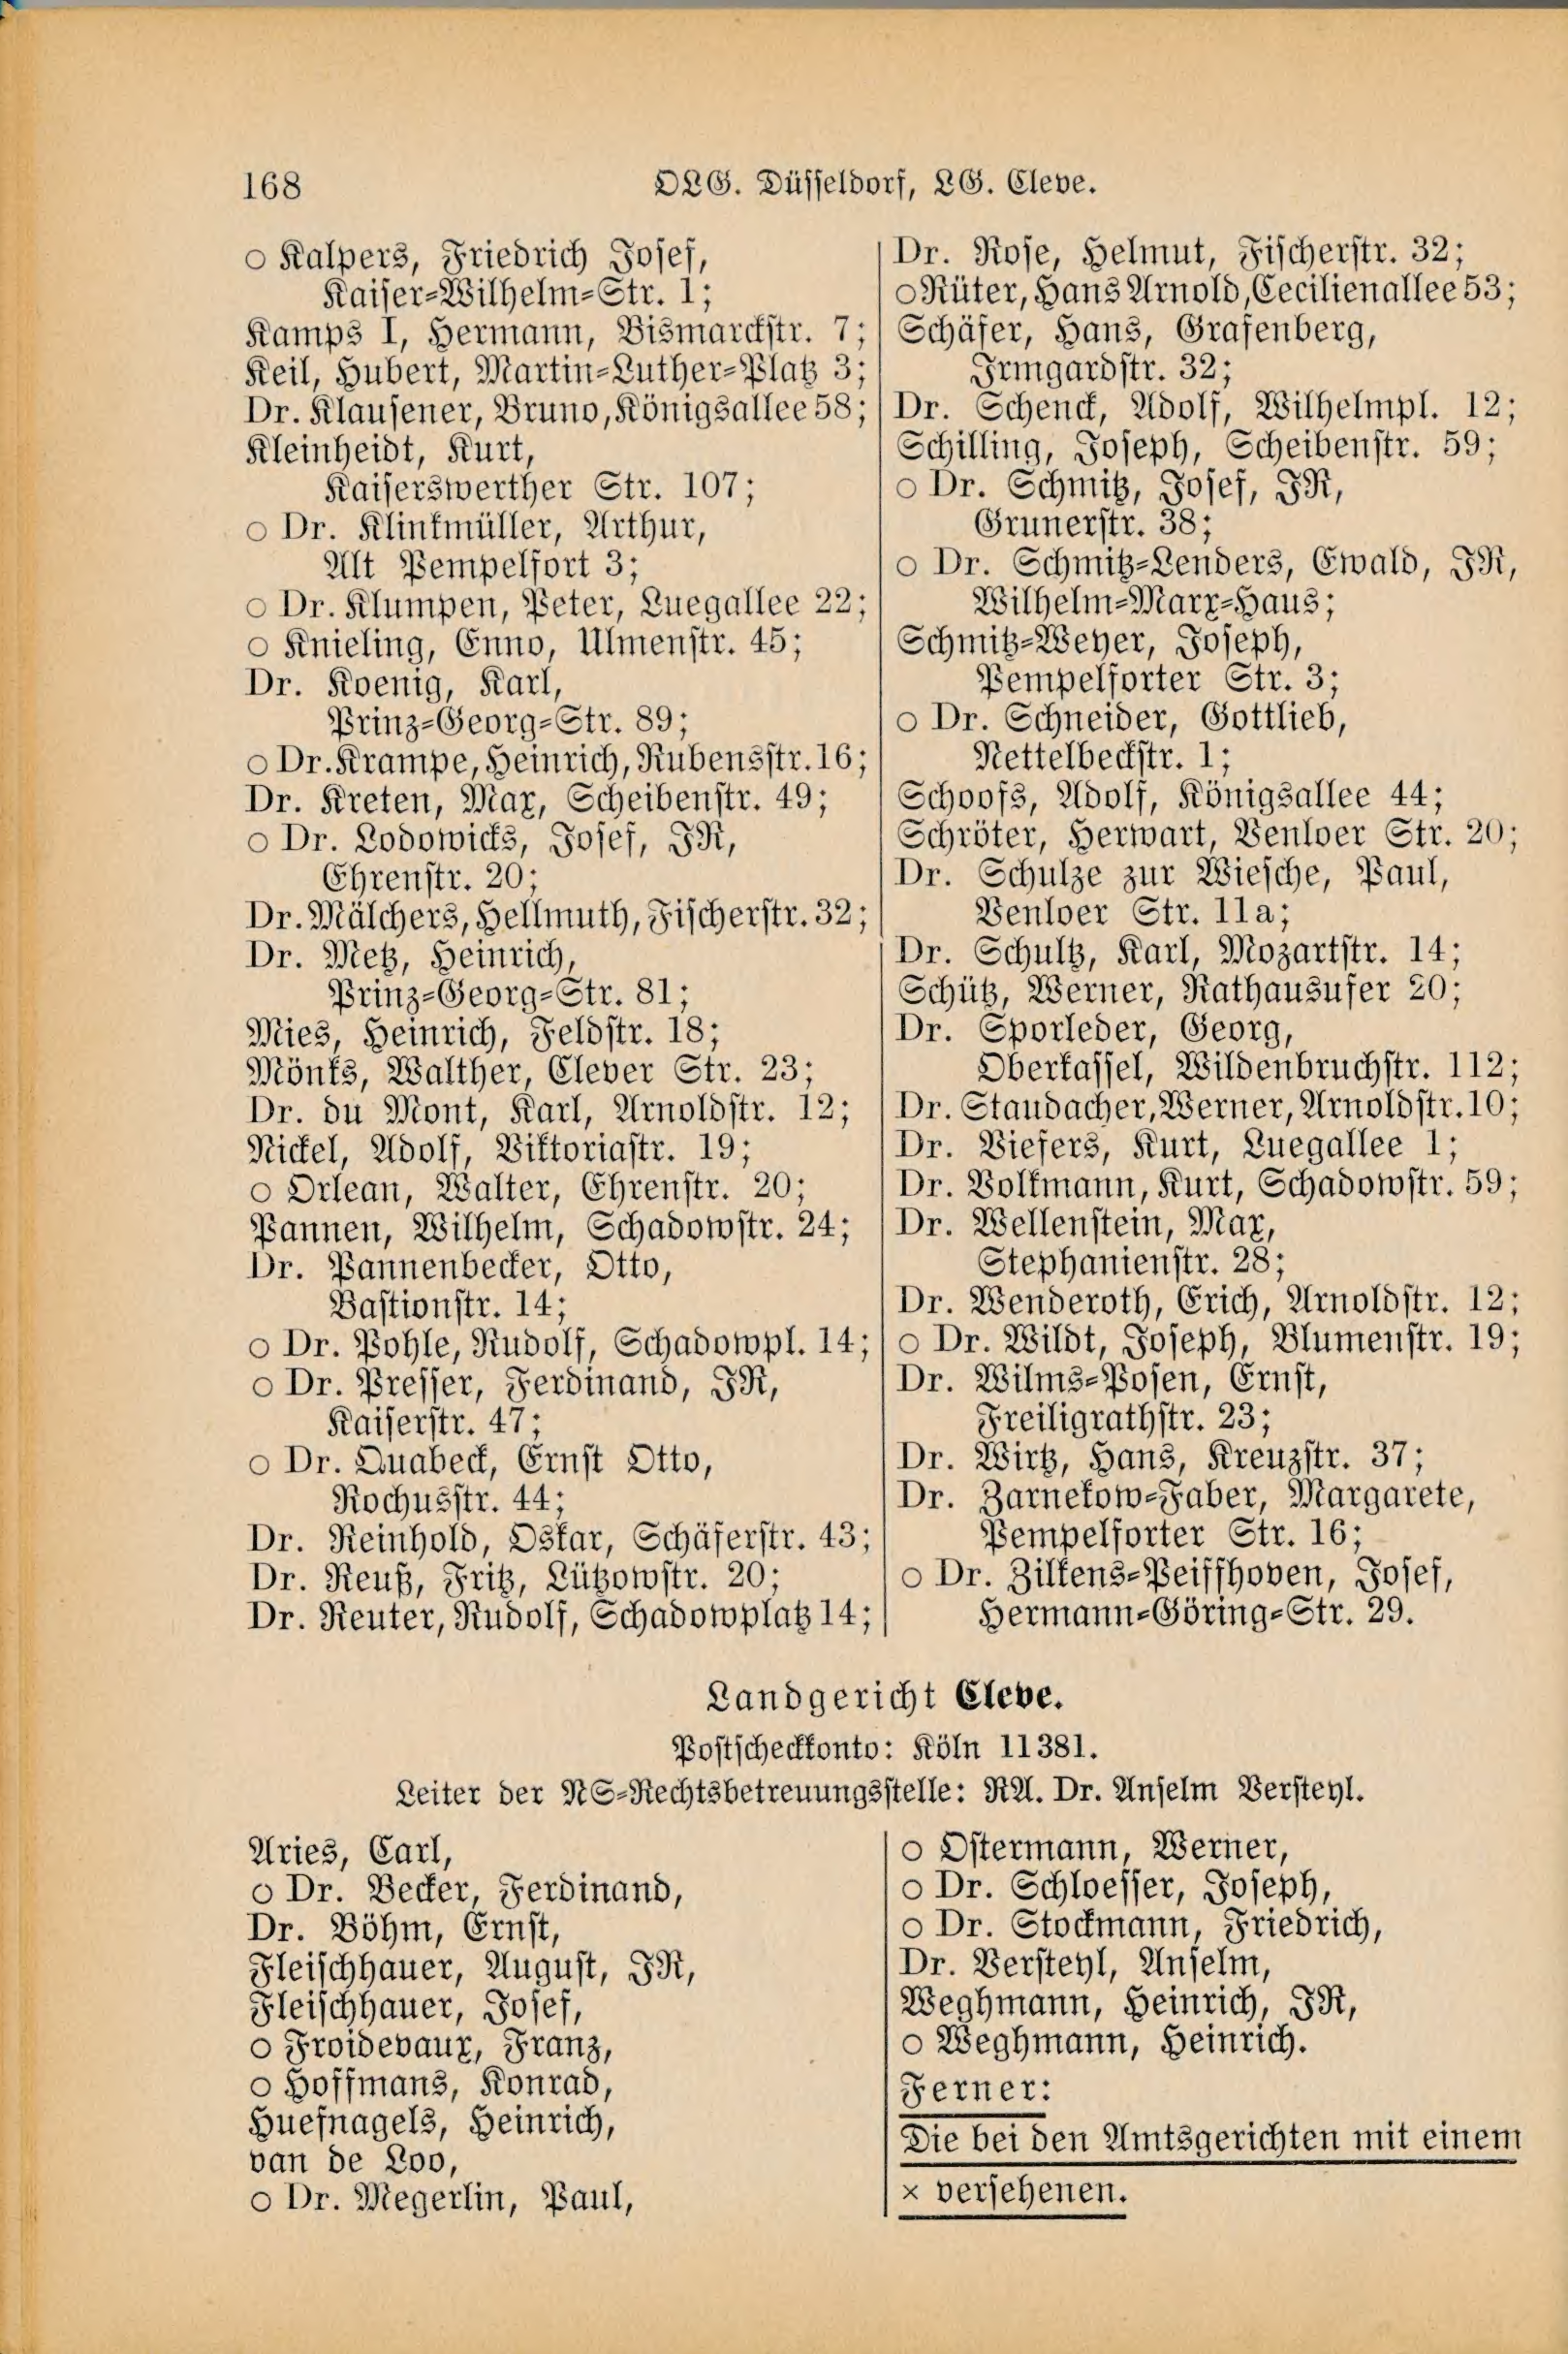 168
OLG. Düsseldorf, LG. Cleve.
○ Kalpers, Friedrich Josef,
Kaiser-Wilhelm-Str. 1;
Kamps I, Hermann, Bismarckstr. 7;
Keil, Hubert, Martin-Luther-Platz 3;
Dr. Klausener, Bruno, Königsallee 58;
Kleinheidt, Kurt,
Kaiserswerther Str. 107;
○ Dr. Klinkmüller, Arthur,
Alt Pempelfort 3;
○ Dr. Klumpen, Peter, Luegallee 22;
○ Knieling, Enno, Ulmenstr. 45;
Dr. Koenig, Karl,
Prinz-Georg-Str. 89;
○ Dr. Krampe, Heinrich, Rubensstr. 16;
Dr. Kreten, Max, Scheibenstr. 49;
○ Dr. Lodowicks, Josef, JR,
Ehrenstr. 20;
Dr. Mälchers, Hellmuth, Fischerstr. 32;
Dr. Metz, Heinrich,
Prinz-Georg-Str. 81;
Mies, Heinrich, Feldstr. 18;
Mönks, Walther, Clever Str. 23;
Dr. du Mont, Karl, Arnoldstr. 12;
Nickel, Adolf, Viktoriastr. 19;
○ Orlean, Walter, Ehrenstr. 20;
Pannen, Wilhelm, Schadowstr. 24;
Dr. Pannenbecker, Otto,
Bastionstr. 14;
○ Dr. Pohle, Rudolf, Schadowpl. 14;
○ Dr. Presser, Ferdinand, JR,
Kaiserstr. 47;
○ Dr. Quabeck, Ernst Otto,
Rochusstr. 44;
Dr. Reinhold, Oskar, Schäferstr. 43;
Dr. Reuß, Fritz, Lützowstr. 20;
Dr. Reuter, Rudolf, Schadowplatz 14;
Dr. Rose, Helmut, Fischerstr. 32;
○ Rüter, Hans Arnold, Cecilienallee 53;
Schäfer, Hans, Grafenberg,
Irmgardstr. 32;
Dr. Schenck, Adolf, Wilhelmpl. 12;
Schilling, Joseph, Scheibenstr. 59;
○ Dr. Schmitz, Josef, JR,
Grunerstr. 38;
○ Dr. Schmitz-Lenders, Ewald, JR,
Wilhelm-Marx-Haus;
Schmitz-Weyer, Joseph,
Pempelforter Str. 3;
○ Dr. Schneider, Gottlieb,
Nettelbeckstr. 1;
Schoofs, Adolf, Königsallee 44;
Schröter, Herwart, Venloer Str. 20;
Dr. Schulze zur Wiesche, Paul,
Venloer Str. 11a;
Dr. Schultz, Karl, Mozartstr. 14;
Schütz, Werner, Rathausufer 20;
Dr. Sporleder, Georg,
Oberkassel, Wildenbruchstr. 112;
Dr. Staudacher, Werner, Arnoldstr. 10;
Dr. Viefers, Kurt, Luegallee 1;
Dr. Volkmann, Kurt, Schadowstr. 59;
Dr. Wellenstein, Max,
Stephanienstr. 28;
Dr. Wenderoth, Erich, Arnoldstr. 12;
○ Dr. Wildt, Joseph, Blumenstr. 19;
Dr. Wilms-Posen, Ernst,
Freiligrathstr. 23;
Dr. Wirtz, Hans, Kreuzstr. 37;
Dr. Zarnekow-Faber, Margarete,
Pempelforter Str. 16;
○ Dr. Zilkens-Peiffhoven, Josef,
Hermann-Göring-Str. 29.
Landgericht Cleve.
Postscheckkonto: Köln 11381.
Leiter der NS-Rechtsbetreuungsstelle: RA. Dr. Anselm Versteyl.
Aries, Carl,
○ Dr. Becker, Ferdinand,
Dr. Böhm, Ernst,
Fleischhauer, August, JR,
Fleischhauer, Josef,
○ Froidevaux, Franz,
○ Hoffmans, Konrad,
Huefnagels, Heinrich,
van de Loo,
○ Dr. Megerlin, Paul,
○ Ostermann, Werner,
○ Dr. Schloesser, Joseph,
○ Dr. Stockmann, Friedrich,
Dr. Versteyl, Anselm,
Weghmann, Heinrich, JR,
○ Weghmann, Heinrich.
Ferner:
Die bei den Amtsgerichten mit einem
× versehenen.